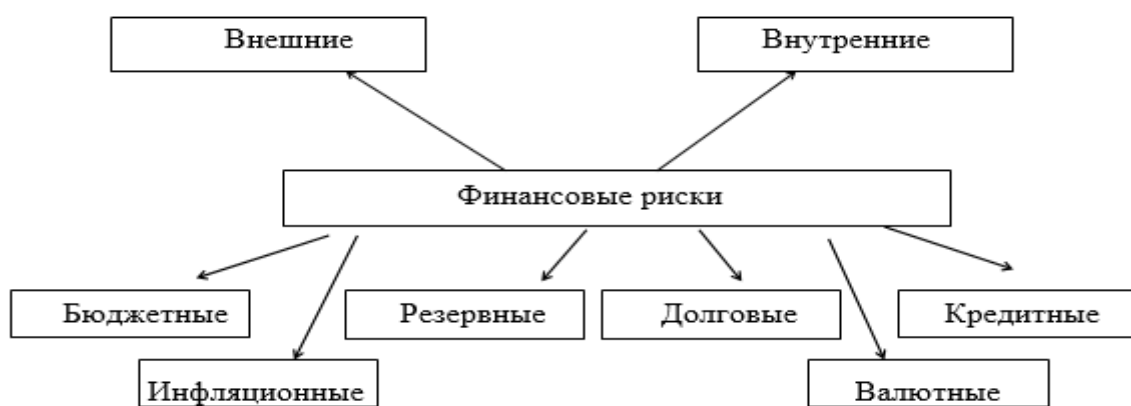 Внешние
Внутренние
Финансовые риски
Бюджетные
Резервные
Долговые
Кредитные
Инфляционные
Валютные